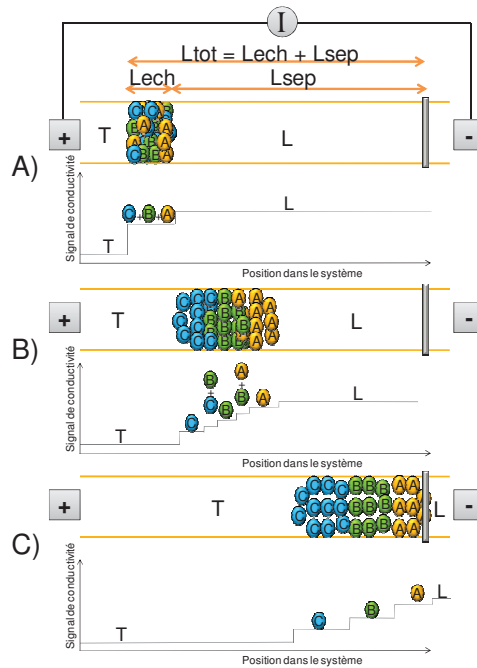 I
Ltot = Lech + Lsep
Lech Lsep
+ T C C A B A A A B A C B B A L -
A)
Signal de conductivité
C + B + A L
T
Position dans le système
+ T L -
B)
Signal de conductivité
B A
+ +
C B A L
C B
T
Position dans le système
+ T C C C B B B A A L -
C)
Signal de conductivité
A L
B
C
T
Position dans le système